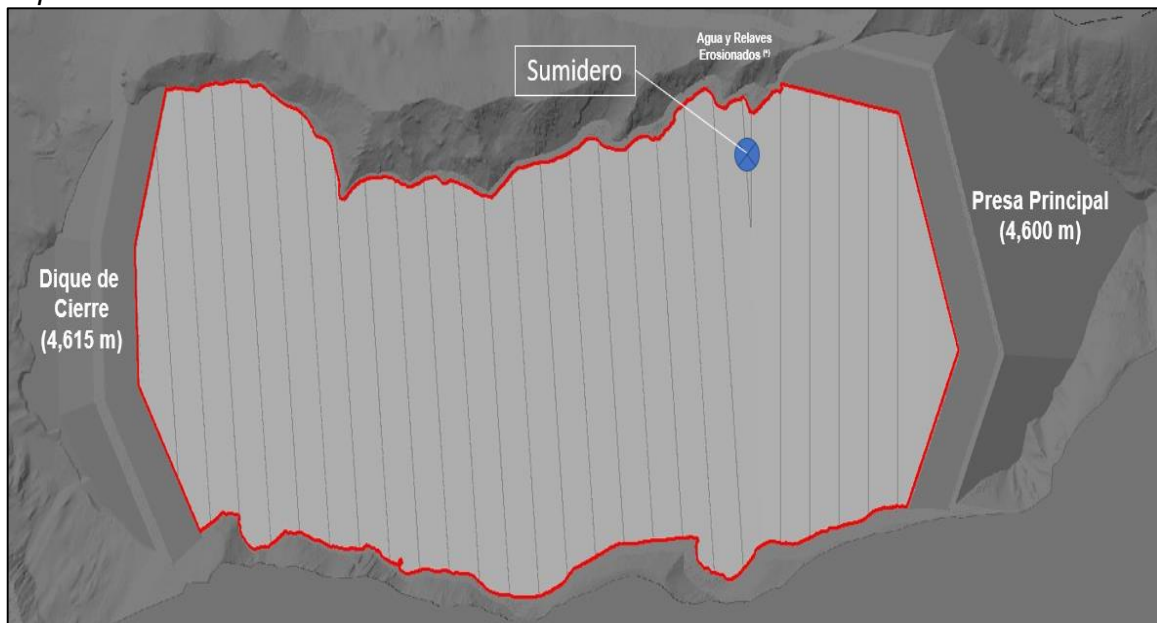 Agua y Relaves
Erosionados (*)
Sumidero
Presa Principal
(4,600 m)
Dique de
Cierre
(4,615 m)